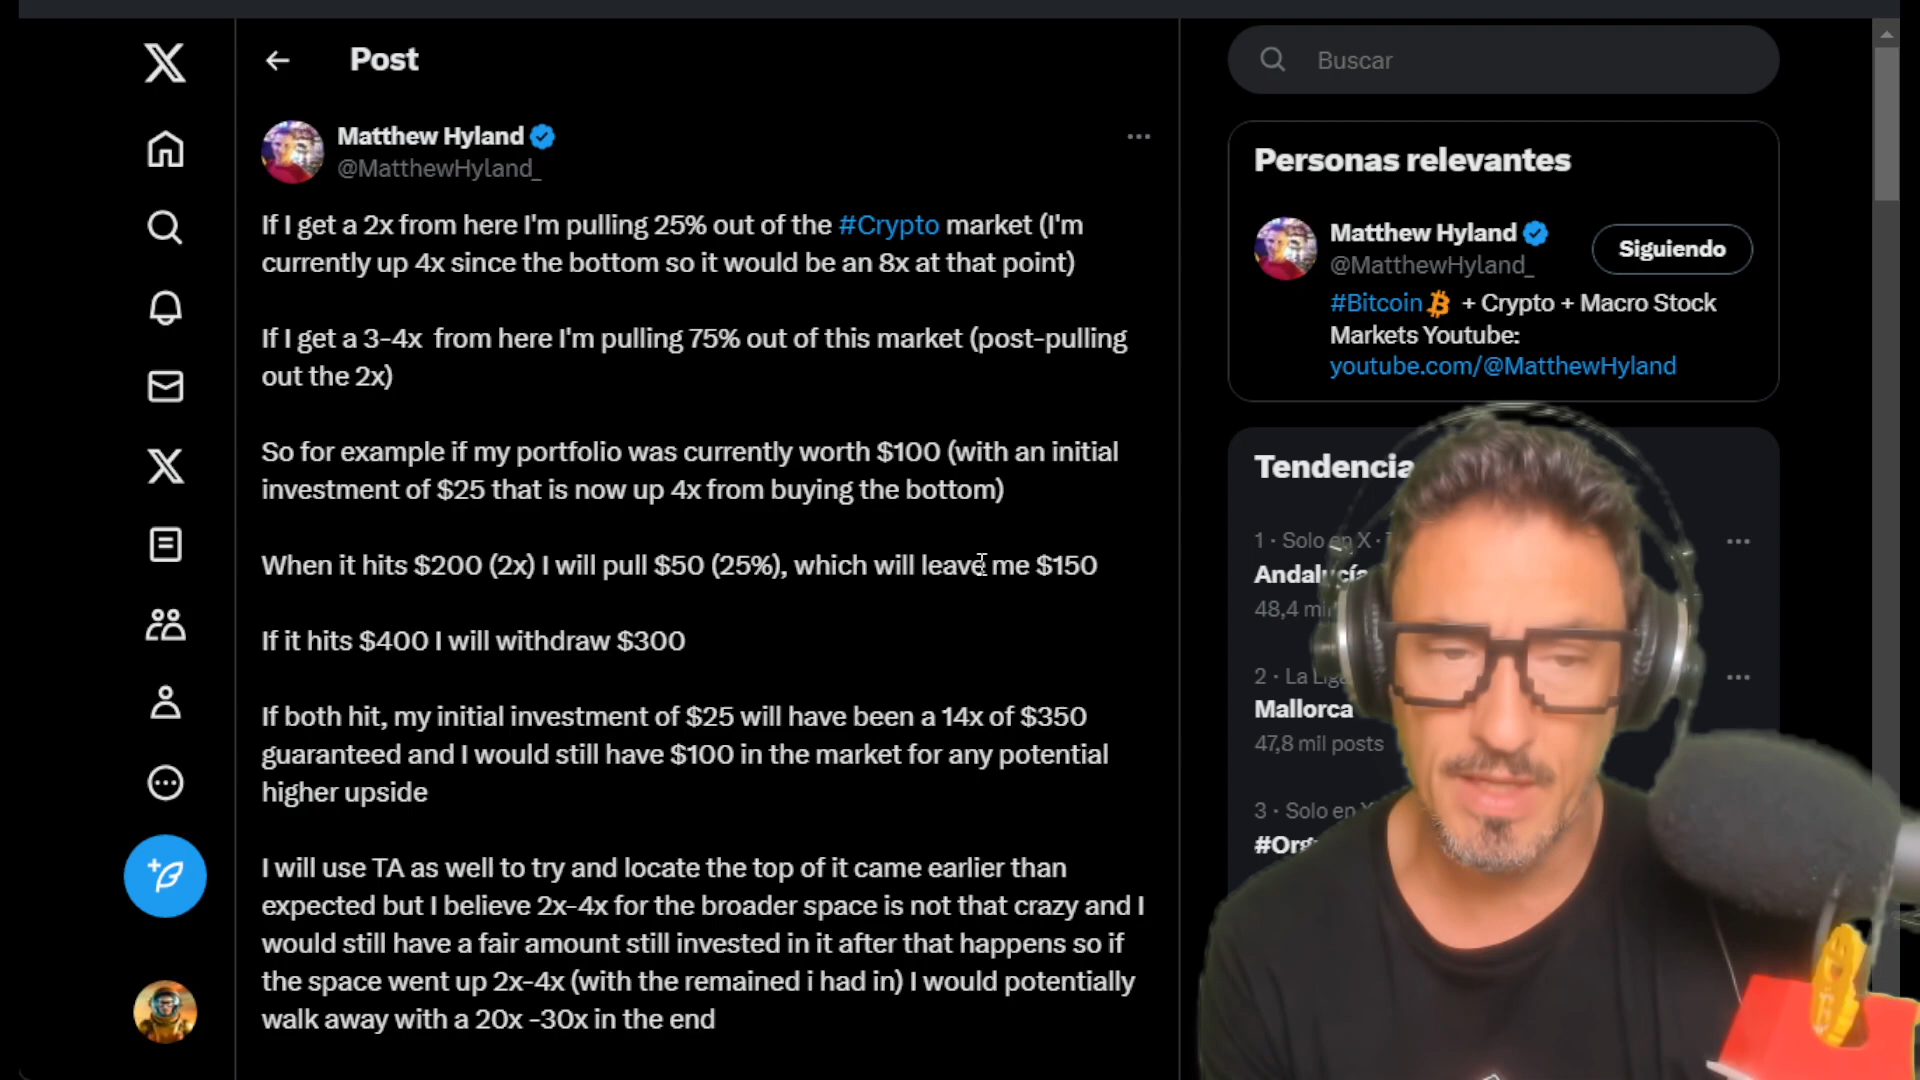 Post
Buscar
Matthew Hyland
@MatthewHyland_
If I get a 2x from here I'm pulling 25% out of the #Crypto market (I'm
currently up 4x since the bottom so it would be an 8x at that point)
If I get a 3-4x from here I'm pulling 75% out of this market (post-pulling
out the 2x)
So for example if my portfolio was currently worth $100 (with an initial
investment of $25 that is now up 4x from buying the bottom)
When it hits $200 (2x) I will pull $50 (25%), which will leave me $150
If it hits $400 I will withdraw $300
If both hit, my initial investment of $25 will have been a 14x of $350
guaranteed and I would still have $100 in the market for any potential
higher upside
I will use TA as well to try and locate the top of it came earlier than
expected but I believe 2x-4x for the broader space is not that crazy and I
would still have a fair amount still invested in it after that happens so if
the space went up 2x-4x (with the remained i had in) I would potentially
walk away with a 20x -30x in the end
Personas relevantes
Matthew Hyland
@MatthewHyland_
Siguiendo
#Bitcoin + Crypto + Macro Stock
Markets Youtube:
youtube.com/@MatthewHyland
Tendencia
1 · Solo en X ·
Andalucía
48,4 mil
2 · La Liga
Mallorca
47,8 mil posts
3 · Solo en X